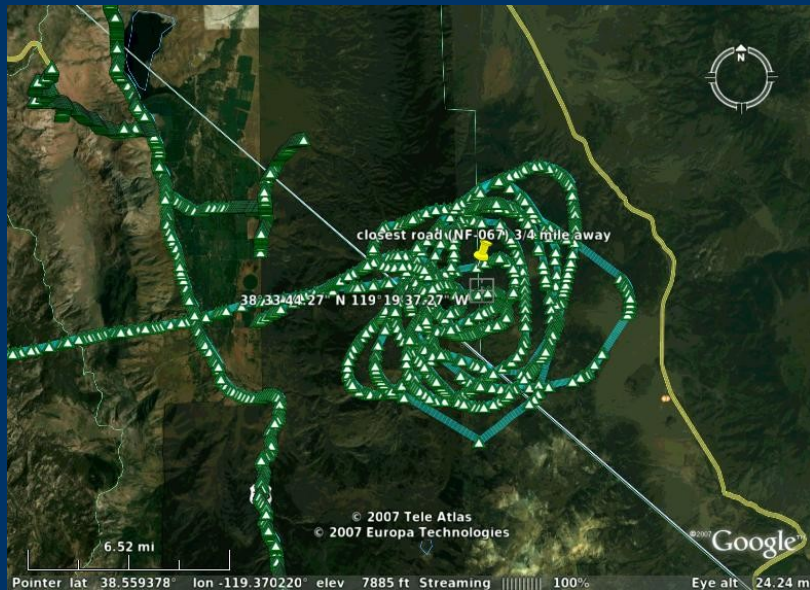 N
closest road (NF-067) 3/4 mile away
38 33'44.27" N 119 19'37.27" W
© 2007 Tele Atlas
© 2007 Europa Technologies
©2007 Google™
6.52 mi
Pointer lat 38.559378° lon -119.370220° elev 7885 ft Streaming |||||||||| 100% Eye alt 24.24 m